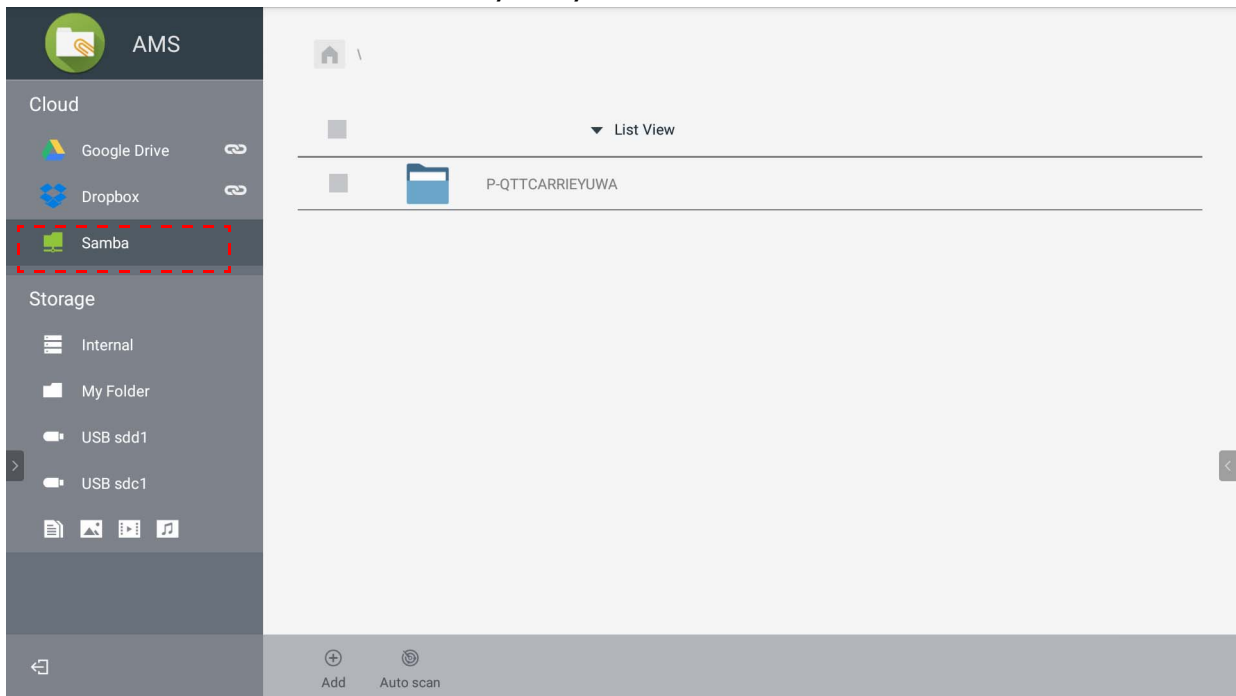 AMS
Cloud
Google Drive
Dropbox
Samba
Storage
Internal
My Folder
USB sdd1
USB sdc1
\
List View
P-QTTCARRIEYUWA
Add
Auto scan